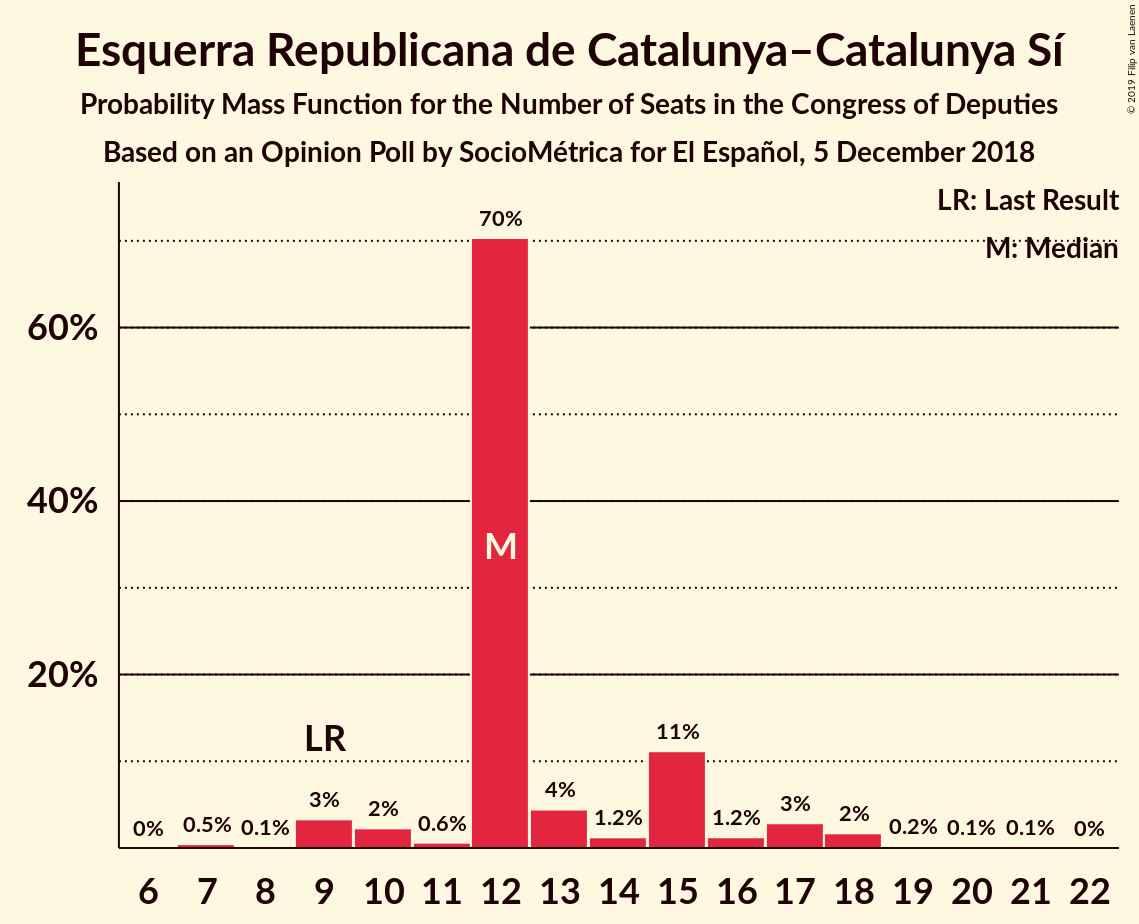 Esquerra Republicana de Catalunya–Catalunya Sí
Probability Mass Function for the Number of Seats in the Congress of Deputies
Based on an Opinion Poll by SocioMétrica for El Español, 5 December 2018
© 2019 Filip van Laenen
LR: Last Result
M: Median
60%
40%
20%
0%
0.5%
0.1%
LR
3%
2%
0.6%
70%
M
4%
1.2%
11%
1.2%
3%
2%
0.2%
0.1%
0.1%
0%
6 7 8 9 10 11 12 13 14 15 16 17 18 19 20 21 22